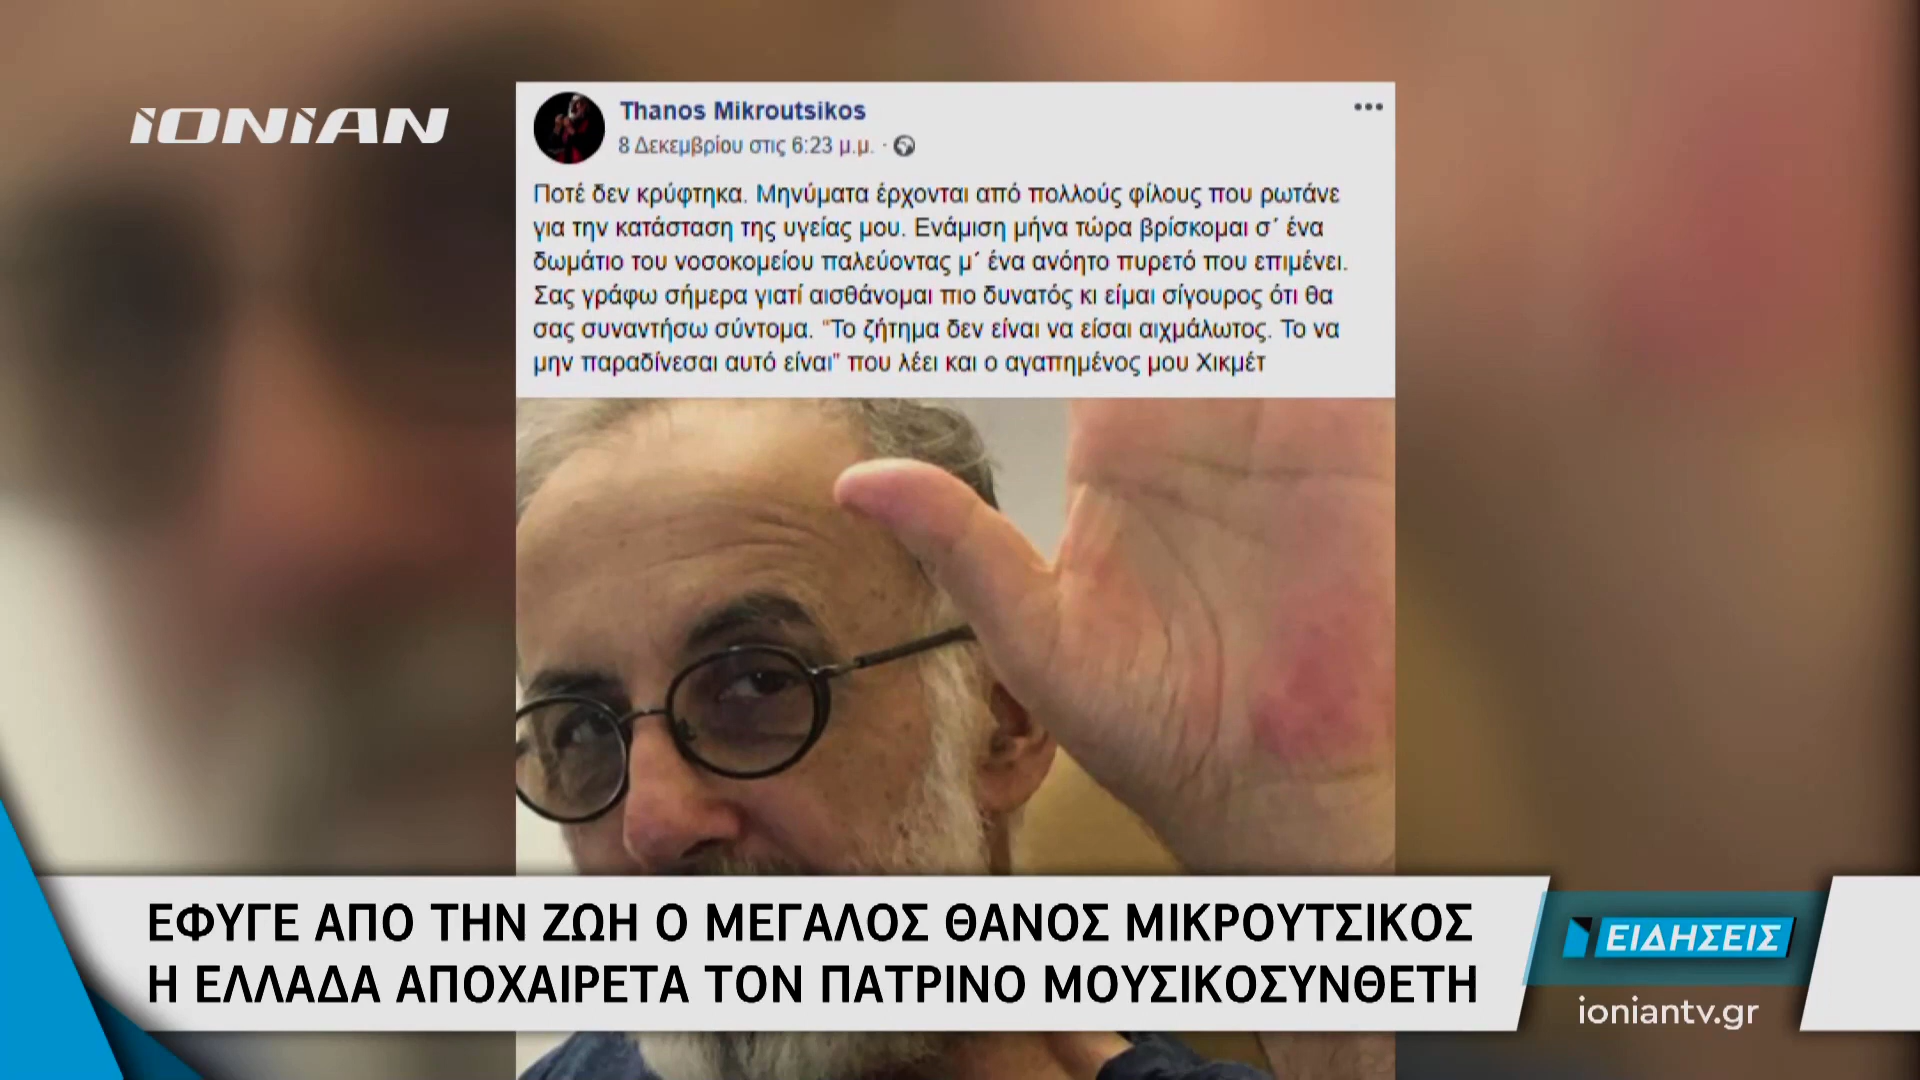 iONiAN
Thanos Mikroutsikos
8 Δεκεμβρίου στις 6:23 μ.μ. ·
Ποτέ δεν κρύφτηκα. Μηνύματα έρχονται από πολλούς φίλους που ρωτάνε
για την κατάσταση της υγείας μου. Ενάμιση μήνα τώρα βρίσκομαι σ΄ ένα
δωμάτιο του νοσοκομείου παλεύοντας μ΄ ένα ανόητο πυρετό που επιμένει.
Σας γράφω σήμερα γιατί αισθάνομαι πιο δυνατός κι είμαι σίγουρος ότι θα
σας συναντήσω σύντομα. "Το ζήτημα δεν είναι να είσαι αιχμάλωτος. Το να
μην παραδίνεσαι αυτό είναι" που λέει και ο αγαπημένος μου Χικμέτ
ΕΦΥΓΕ ΑΠΟ ΤΗΝ ΖΩΗ Ο ΜΕΓΑΛΟΣ ΘΑΝΟΣ ΜΙΚΡΟΥΤΣΙΚΟΣ
Η ΕΛΛΑΔΑ ΑΠΟΧΑΙΡΕΤΑ ΤΟΝ ΠΑΤΡΙΝΟ ΜΟΥΣΙΚΟΣΥΝΘΕΤΗ
ΕΙΔΗΣΕΙΣ
ioniantv.gr